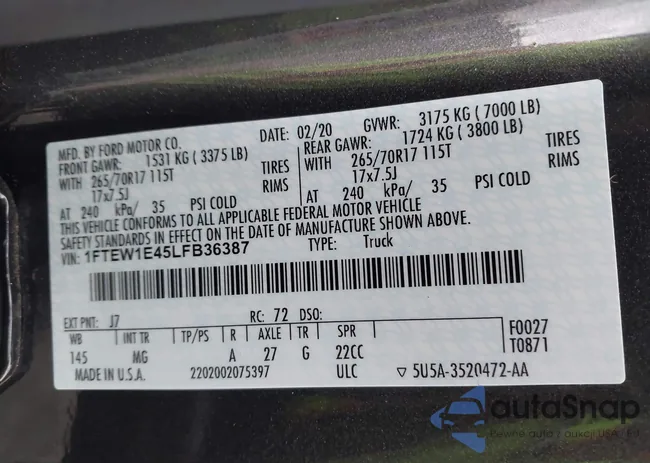 MFD. BY FORD MOTOR CO. DATE: 02/20 GVWR: 3175 KG ( 7000 LB)
FRONT GAWR: 1531 KG ( 3375 LB) REAR GAWR: 1724 KG ( 3800 LB)
WITH 265/70R17 115T TIRES WITH 265/70R17 115T TIRES
17x7.5J RIMS 17x7.5J RIMS
AT 240 kPa/ 35 PSI COLD AT 240 kPa/ 35 PSI COLD
THIS VEHICLE CONFORMS TO ALL APPLICABLE FEDERAL MOTOR VEHICLE
SAFETY STANDARDS IN EFFECT ON THE DATE OF MANUFACTURE SHOWN ABOVE.
VIN: 1FTEW1E45LFB36387 TYPE: Truck
EXT PNT: J7 RC: 72 DSO:
WB INT TR TP/PS R AXLE TR SPR F0027
145 MG A 27 G 22CC T0871
MADE IN U.S.A. 2202002075397 ULC ▽ 5U5A-3520472-AA
autoSnap
Pewne auta z aukcji USA i EU